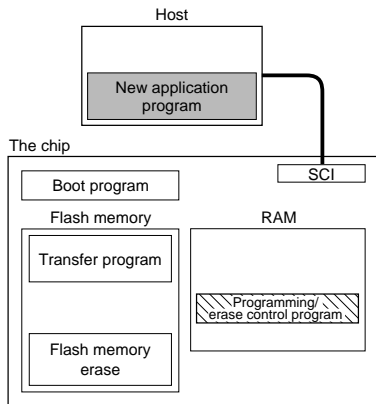 Host
New application
program
The chip
SCI
Boot program
Flash memory
RAM
Transfer program
Programming/
erase control program
Flash memory
erase